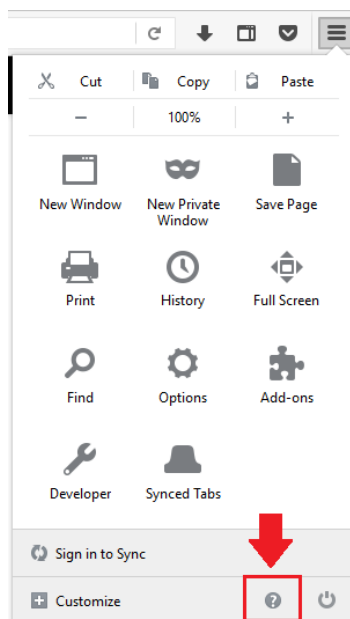 Cut Copy Paste
− 100% +
New Window New Private Window Save Page
Print History Full Screen
Find Options Add-ons
Developer Synced Tabs
Sign in to Sync
Customize ?